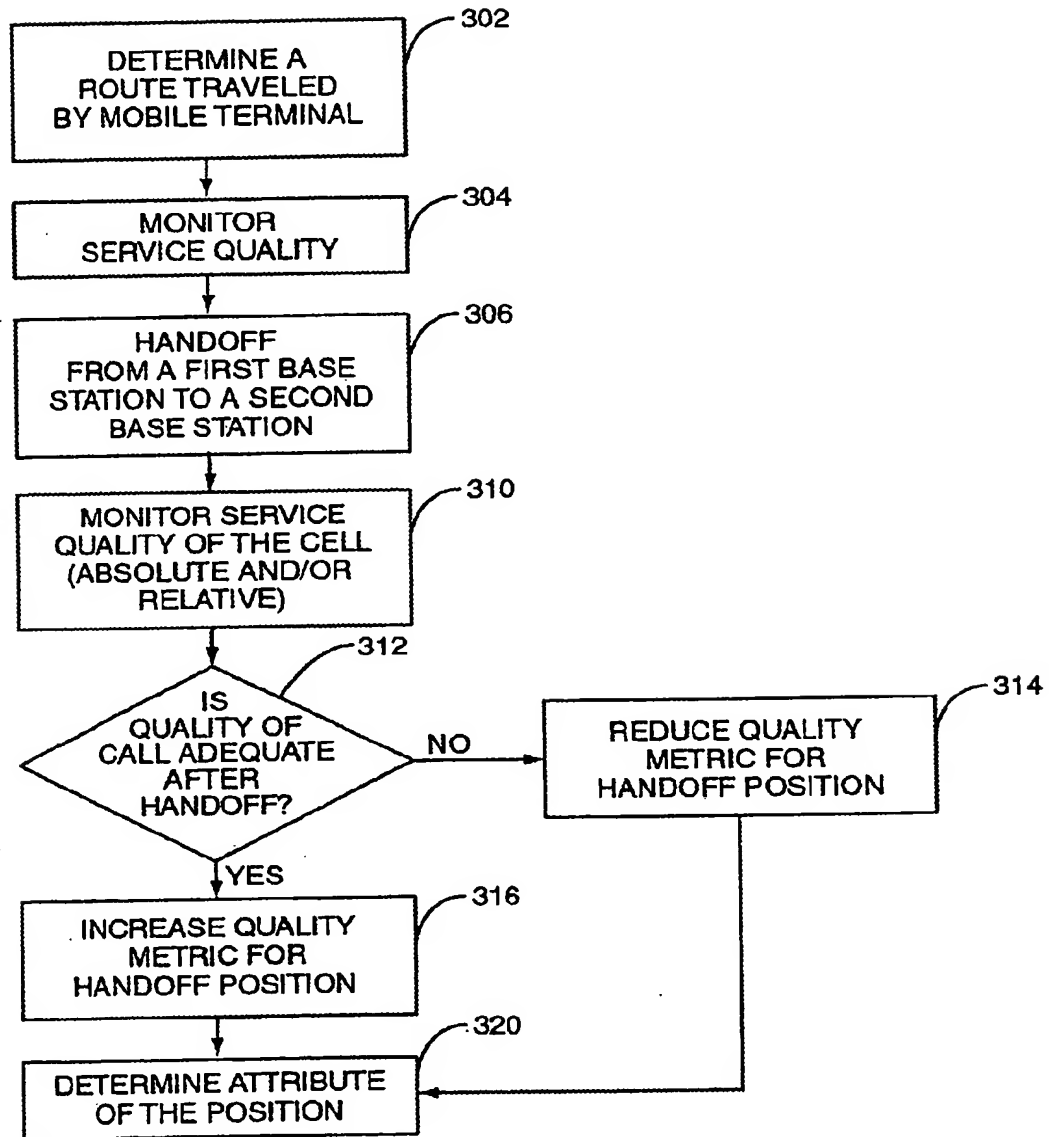 302
DETERMINE A
ROUTE TRAVELED
BY MOBILE TERMINAL
304
MONITOR
SERVICE QUALITY
306
HANDOFF
FROM A FIRST BASE
STATION TO A SECOND
BASE STATION
310
MONITOR SERVICE
QUALITY OF THE CELL
(ABSOLUTE AND/OR
RELATIVE)
312
IS
QUALITY OF
CALL ADEQUATE
AFTER
HANDOFF?
NO
314
REDUCE QUALITY
METRIC FOR
HANDOFF POSITION
YES
316
INCREASE QUALITY
METRIC FOR
HANDOFF POSITION
320
DETERMINE ATTRIBUTE
OF THE POSITION